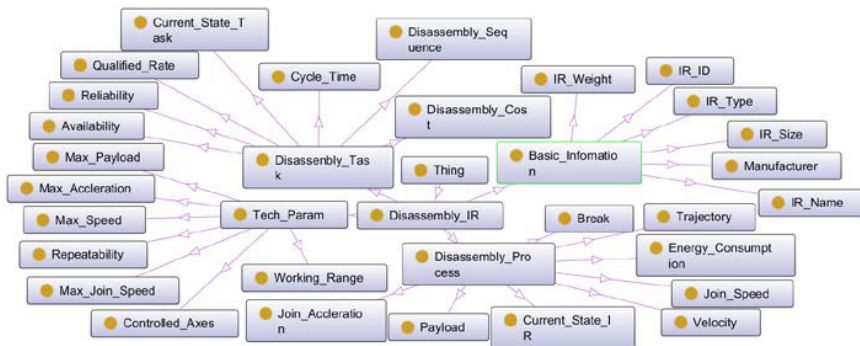 Current_State_T
ask
Disassembly_Seq
uence
Qualified_Rate
Cycle_Time
IR_Weight
IR_ID
Reliability
IR_Type
Availability
Disassembly_Cos
t
IR_Size
Max_Payload
Disassenbly_Tas
k
Thing
Basic_Infomatio
n
Manufacturer
Max_Accleration
IR_Name
Max_Speed
Tech_Param
Disassembly_IR
Break
Trajectory
Repeatability
Disassembly_Pro
cess
Energy_Consumpt
ion
Max_Join_Speed
Working_Range
Join_Speed
Controlled_Axes
Join_Accleratio
n
Payload
Current_State_I
R
Velocity